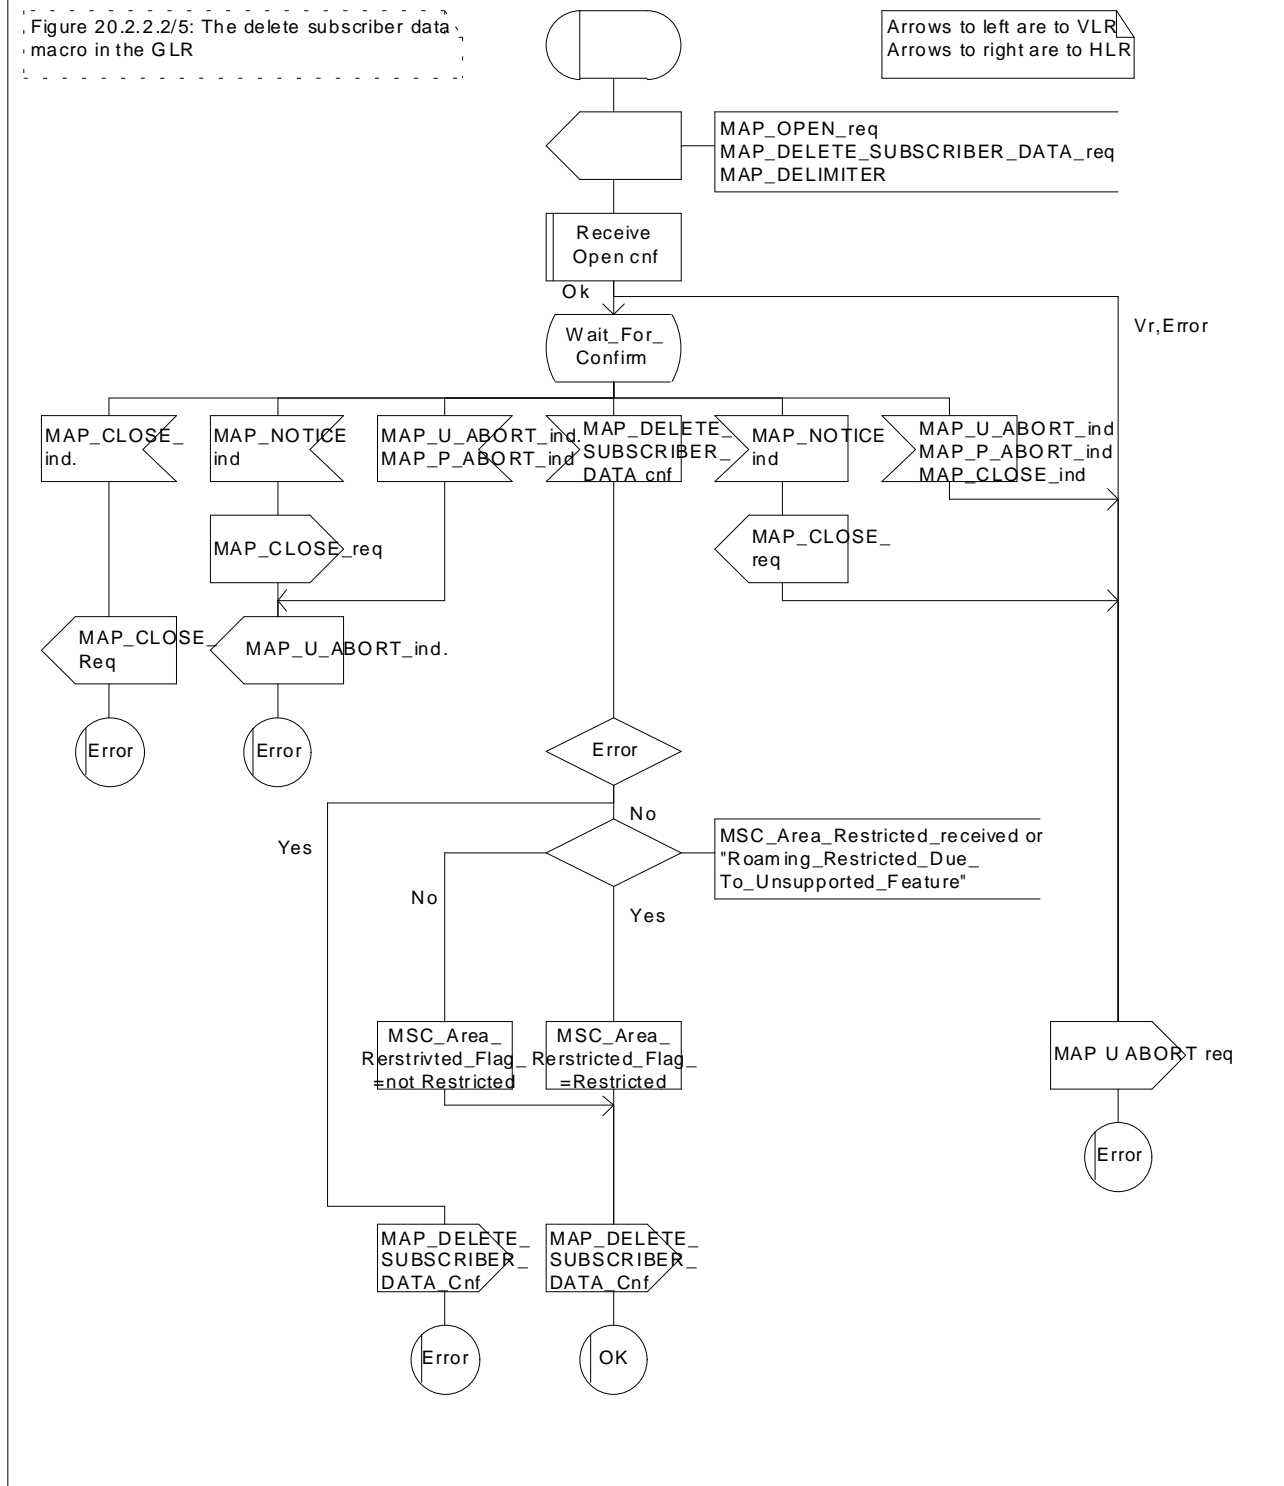 Figure 20.2.2.2/5: The delete subscriber data
macro in the GLR
Arrows to left are to VLR
Arrows to right are to HLR
MAP_OPEN_req
MAP_DELETE_SUBSCRIBER_DATA_req
MAP_DELIMITER
Receive
Open cnf
Ok
Vr,Error
Wait_For_
Confirm
MAP_CLOSE_
ind.
MAP_NOTICE
ind
MAP_U_ABORT_ind.
MAP_P_ABORT_ind
MAP_DELETE_
SUBSCRIBER_
DATA cnf
MAP_NOTICE
ind
MAP_U_ABORT_ind
MAP_P_ABORT_ind
MAP_CLOSE_ind
MAP_CLOSE_req
MAP_CLOSE_
req
MAP_CLOSE_
Req
MAP_U_ABORT_ind.
Error
Error
Error
No
Yes
MSC_Area_Restricted_received or
"Roaming_Restricted_Due_
To_Unsupported_Feature"
No
Yes
MSC_Area_
Rerstrivted_Flag_
=not Restricted
MSC_Area_
Rerstricted_Flag_
=Restricted
MAP U ABORT req
Error
MAP_DELETE_
SUBSCRIBER_
DATA_Cnf
MAP_DELETE_
SUBSCRIBER_
DATA_Cnf
Error
OK